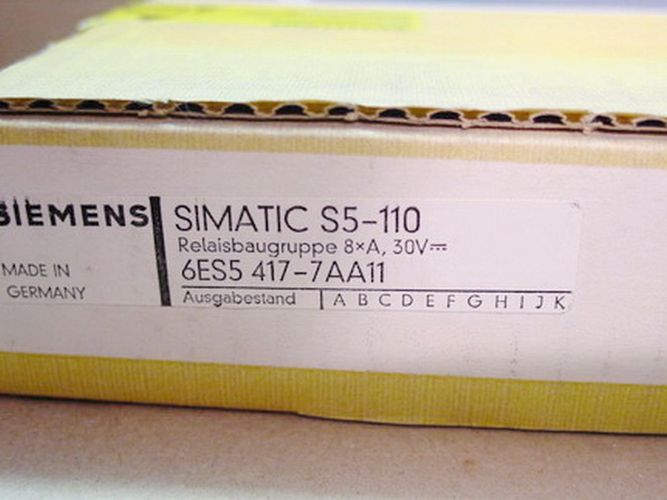 SIEMENS
MADE IN
GERMANY
SIMATIC S5-110
Relaisbaugruppe 8×A, 30V⎓
6ES5 417-7AA11
Ausgabestand A B C D E F G H I J K